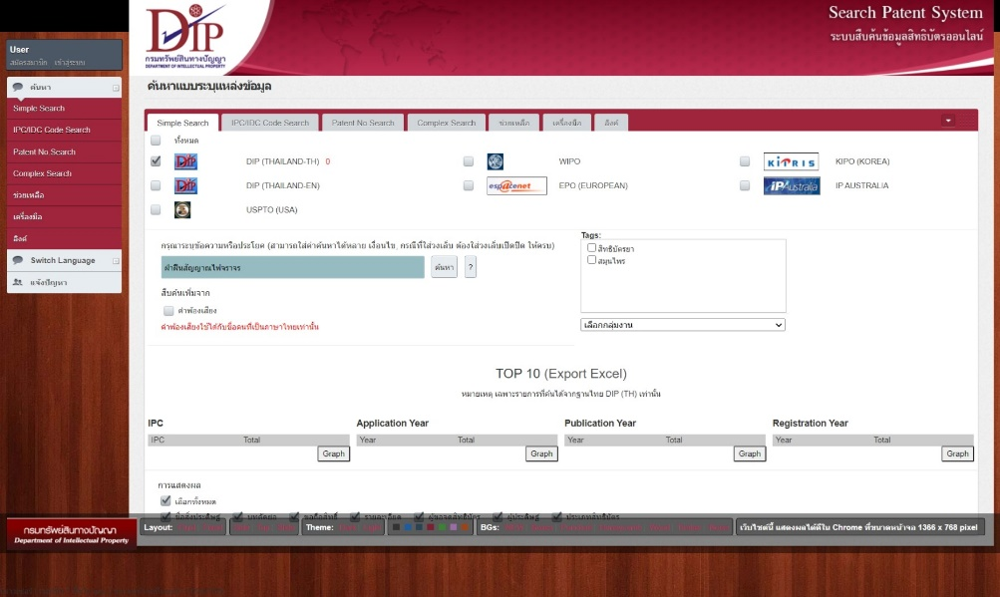 DIP
กรมทรัพย์สินทางปัญญา
DEPARTMENT OF INTELLECTUAL PROPERTY
Search Patent System
ระบบสืบค้นข้อมูลสิทธิบัตรออนไลน์
User
สมัครสมาชิก เข้าสู่ระบบ
ค้นหา
Simple Search
IPC/IDC Code Search
Patent No.Search
Complex Search
ช่วยเหลือ
เครื่องมือ
ลิงค์
Switch Language
แจ้งปัญหา
ค้นหาแบบระบุแหล่งข้อมูล
Simple Search IPC/IDC Code Search Patent No Search Complex Search ช่วยเหลือ เครื่องมือ ลิงค์
ทั้งหมด
DIP DIP (THAILAND-TH) 0 WIPO KIPRIS KIPO (KOREA)
DIP DIP (THAILAND-EN) esp@cenet EPO (EUROPEAN) IP Australia IP AUSTRALIA
USPTO (USA)
กรุณาระบุข้อความหรือประโยค (สามารถใส่คำค้นหาได้หลาย เงื่อนไข, กรณีที่ใส่วงเล็บ ต้องใส่วงเล็บเปิดปิด ให้ครบ)
ฝ่าฝืนสัญญาณไฟจราจร ค้นหา ?
สืบค้นเพิ่มจาก
คำพ้องเสียง
คำพ้องเสียงใช้ได้กับข้อค้นที่เป็นภาษาไทยเท่านั้น
Tags:
สิทธิบัตรยา
สมุนไพร
เลือกกลุ่มงาน
TOP 10 (Export Excel)
หมายเหตุ เฉพาะรายการที่ค้นได้จากฐานไทย DIP (TH) เท่านั้น
IPC Application Year Publication Year Registration Year
IPC Total Year Total Year Total Year Total
Graph Graph Graph Graph
การแสดงผล
เลือกทั้งหมด
กรมทรัพย์สินทางปัญญา
Department of Intellectual Property
Layout: Theme: BGs: เว็บไซต์นี้ แสดงผลได้ดีใน Chrome ที่ขนาดหน้าจอ 1366 x 768 pixel